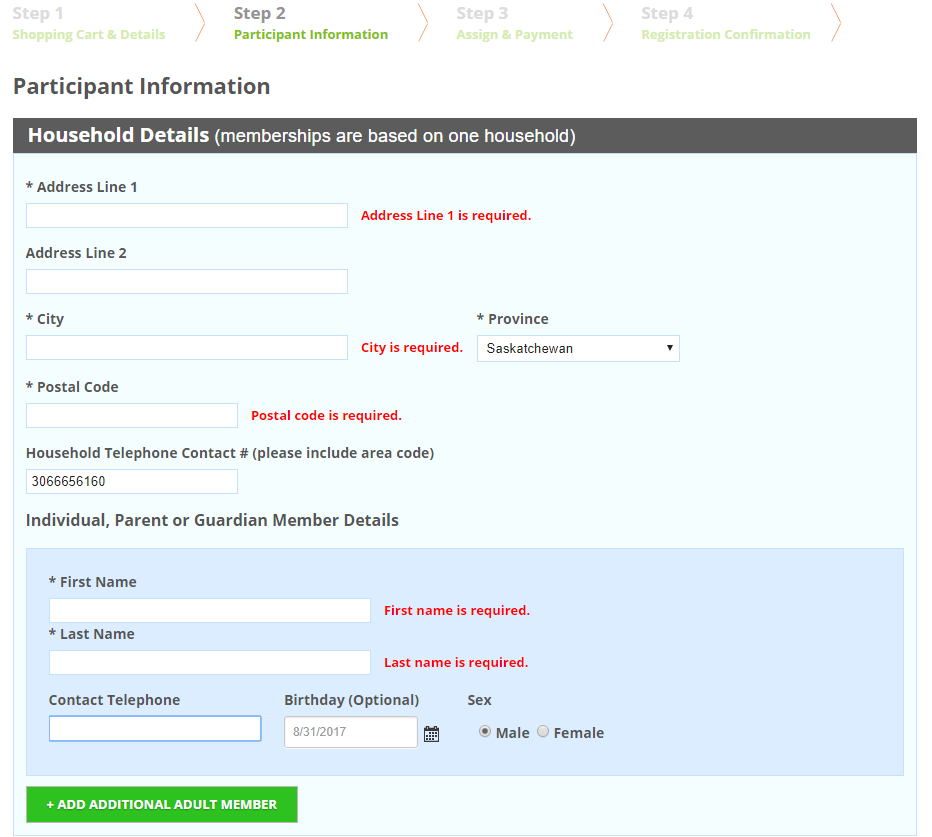 Step 1 Step 2 Step 3 Step 4
Shopping Cart & Details Participant Information Assign & Payment Registration Confirmation
Participant Information
Household Details (memberships are based on one household)
* Address Line 1
Address Line 1 is required.
Address Line 2
* City * Province
City is required. Saskatchewan
* Postal Code
Postal code is required.
Household Telephone Contact # (please include area code)
3066656160
Individual, Parent or Guardian Member Details
* First Name
First name is required.
* Last Name
Last name is required.
Contact Telephone Birthday (Optional) Sex
8/31/2017 Male Female
+ ADD ADDITIONAL ADULT MEMBER